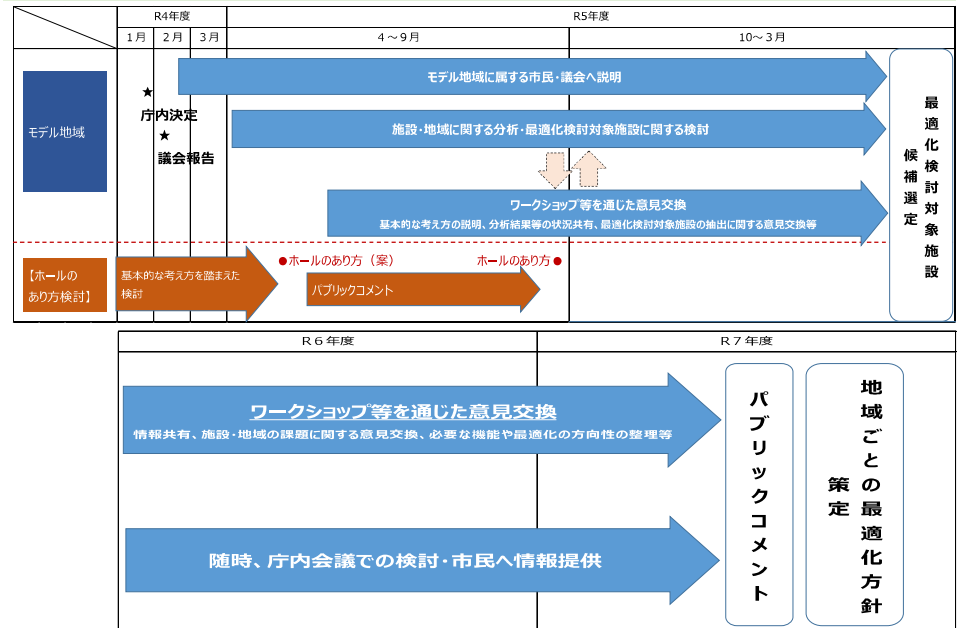 R4年度
R5年度
1月
2月
3月
4～9月
10～3月
モデル地域
★
庁内決定
★
議会報告
モデル地域に属する市民・議会へ説明
施設・地域に関する分析・最適化検討対象施設に関する検討
ワークショップ等を通じた意見交換
基本的な考え方の説明、分析結果等の状況共有、最適化検討対象施設の抽出に関する意見交換等
最適化検討対象施設
候補選定
【ホールの
あり方検討】
基本的な考え方を踏まえた
検討
●ホールのあり方（案）
ホールのあり方●
パブリックコメント
R6年度
R7年度
ワークショップ等を通じた意見交換
情報共有、施設・地域の課題に関する意見交換、必要な機能や最適化の方向性の整理等
随時、庁内会議での検討・市民へ情報提供
パブリックコメント
地域ごとの最適化方針
策定